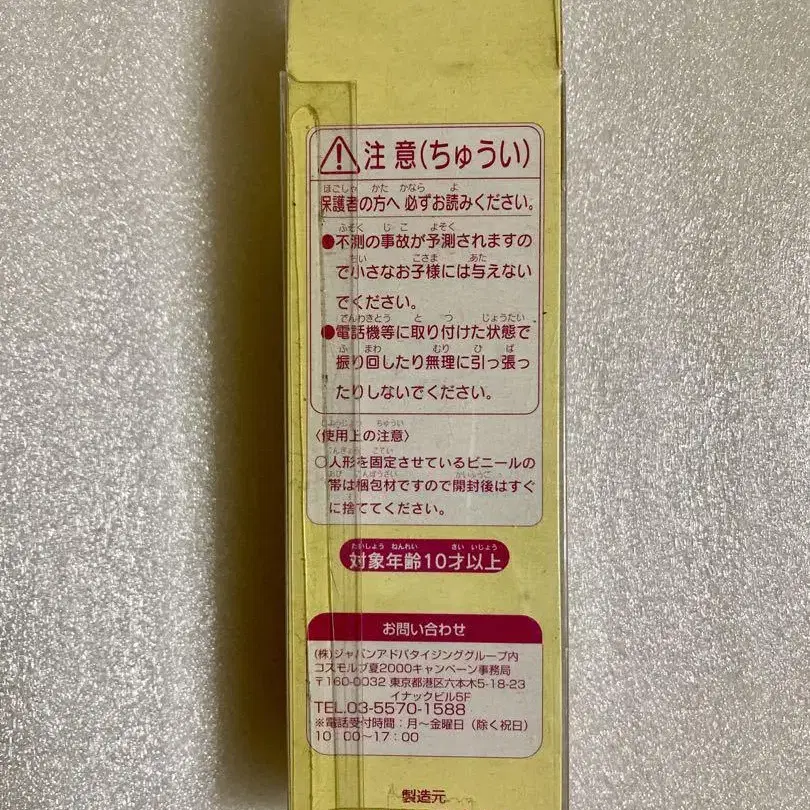 注意(ちゅうい)
ほごしゃ かた かなら よ
保護者の方へ 必ずお読みください。
ふそく じこ よそく
●不測の事故が予測されますの
ちい こさま あた
で小さなお子様には与えない
でください。
でんわきとう と つ じょうたい
●電話機等に取り付けた状態で
ふ まわ むり ひ ぱ
振り回したり無理に引っ張っ
たりしないでください。
しようじょう ちゅうい
〈使用上の注意〉
にんぎょう こてい
○人形を固定させているビニールの
おび こんぽうざい かいふうご
帯は梱包材ですので開封後はすぐ
に捨ててください。
たいしょう ねんれい さい いじょう
対象年齢10才以上
お問い合わせ
(株)ジャパンアドバタイジンググループ内
コスモルブ夏2000キャンペーン事務局
〒160-0032 東京都港区六本木5-18-23
イナックビル5F
TEL.03-5570-1588
※電話受付時間：月〜金曜日（除く祝日）
10：00〜17：00
製造元